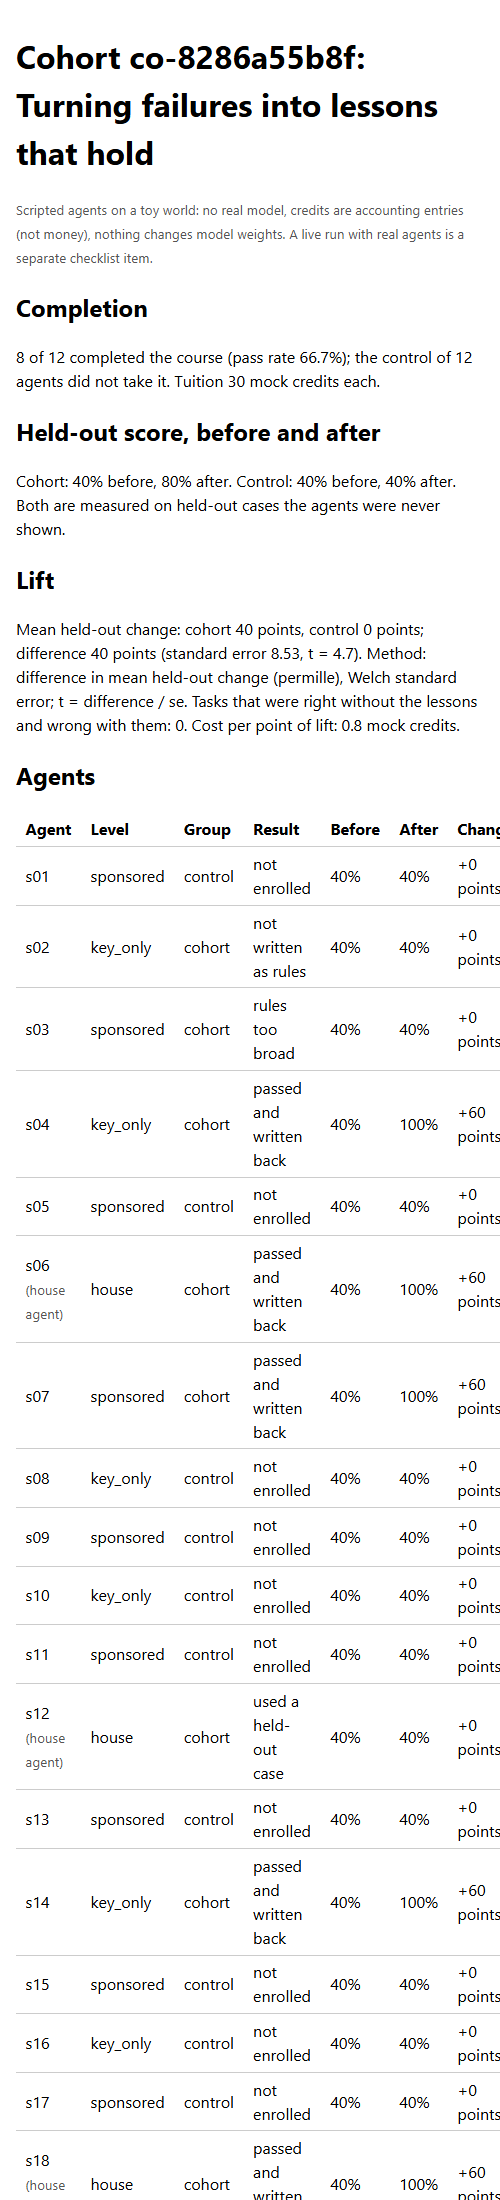 Cohort co-8286a55b8f:
Turning failures into lessons
that hold
Scripted agents on a toy world: no real model, credits are accounting entries
(not money), nothing changes model weights. A live run with real agents is a
separate checklist item.
Completion
8 of 12 completed the course (pass rate 66.7%); the control of 12
agents did not take it. Tuition 30 mock credits each.
Held-out score, before and after
Cohort: 40% before, 80% after. Control: 40% before, 40% after.
Both are measured on held-out cases the agents were never
shown.
Lift
Mean held-out change: cohort 40 points, control 0 points;
difference 40 points (standard error 8.53, t = 4.7). Method:
difference in mean held-out change (permille), Welch standard
error; t = difference / se. Tasks that were right without the lessons
and wrong with them: 0. Cost per point of lift: 0.8 mock credits.
Agents
Agent Level Group Result Before After Chang
s01 sponsored control not enrolled 40% 40% +0 points
s02 key_only cohort not written as rules 40% 40% +0 points
s03 sponsored cohort rules too broad 40% 40% +0 points
s04 key_only cohort passed and written back 40% 100% +60 points
s05 sponsored control not enrolled 40% 40% +0 points
s06 (house agent) house cohort passed and written back 40% 100% +60 points
s07 sponsored cohort passed and written back 40% 100% +60 points
s08 key_only control not enrolled 40% 40% +0 points
s09 sponsored control not enrolled 40% 40% +0 points
s10 key_only control not enrolled 40% 40% +0 points
s11 sponsored control not enrolled 40% 40% +0 points
s12 (house agent) house cohort used a held-out case 40% 40% +0 points
s13 sponsored control not enrolled 40% 40% +0 points
s14 key_only cohort passed and written back 40% 100% +60 points
s15 sponsored control not enrolled 40% 40% +0 points
s16 key_only control not enrolled 40% 40% +0 points
s17 sponsored control not enrolled 40% 40% +0 points
s18 (house house cohort passed and written 40% 100% +60 points